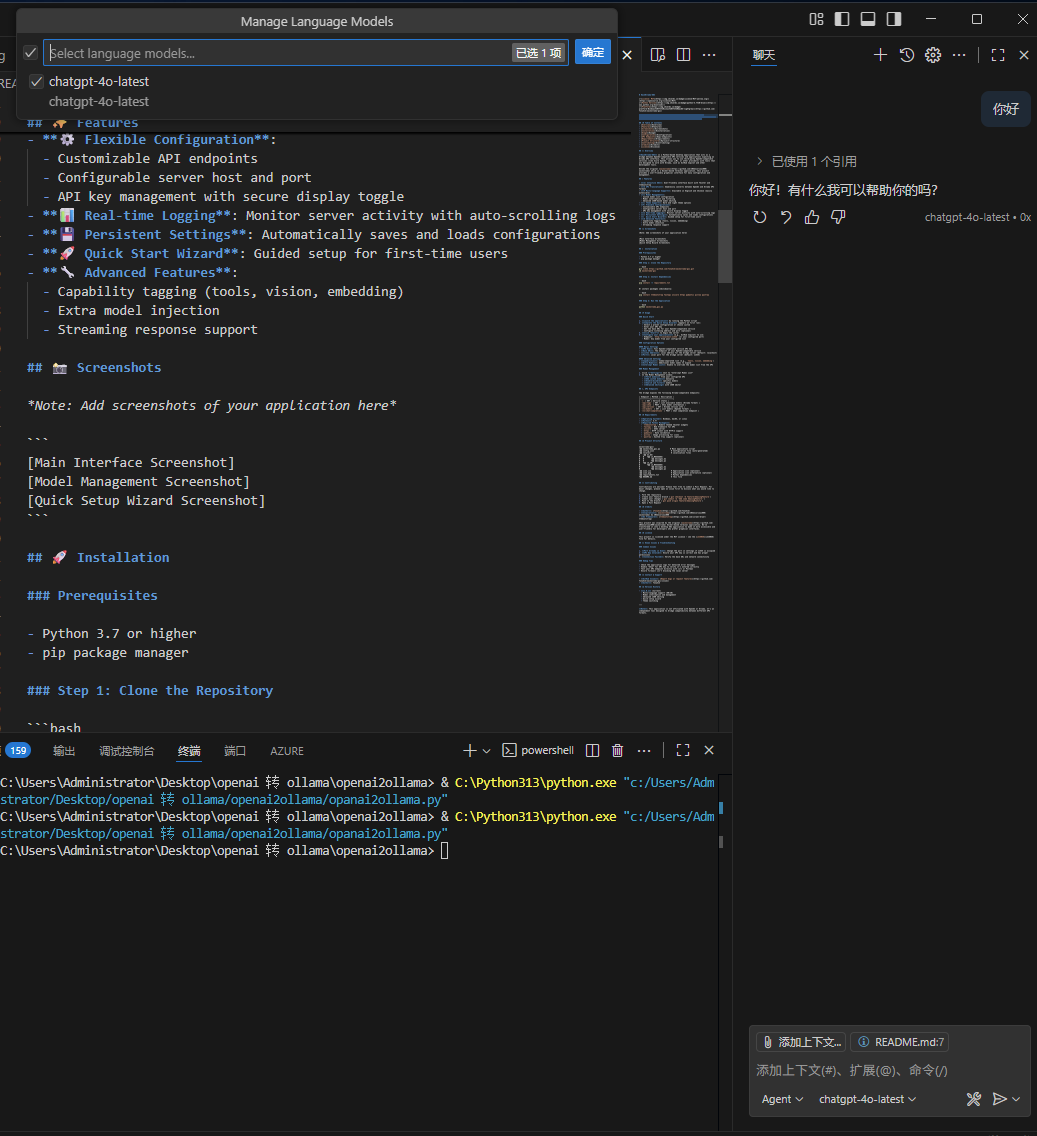 Manage Language Models
Select language models...
已选 1 项
确定
chatgpt-4o-latest
chatgpt-4o-latest
## Features
- **⚙️ Flexible Configuration**:
- Customizable API endpoints
- Configurable server host and port
- API key management with secure display toggle
- **📊 Real-time Logging**: Monitor server activity with auto-scrolling logs
- **💾 Persistent Settings**: Automatically saves and loads configurations
- **🚀 Quick Start Wizard**: Guided setup for first-time users
- **🔧 Advanced Features**:
- Capability tagging (tools, vision, embedding)
- Extra model injection
- Streaming response support
## 📸 Screenshots
*Note: Add screenshots of your application here*
```
[Main Interface Screenshot]
[Model Management Screenshot]
[Quick Setup Wizard Screenshot]
```
## 🚀 Installation
### Prerequisites
- Python 3.7 or higher
- pip package manager
### Step 1: Clone the Repository
```bash
159
输出
调试控制台
终端
端口
AZURE
powershell
C:\Users\Administrator\Desktop\openai 转 ollama\openai2ollama> & C:\Python313\python.exe "c:/Users/Adm
strator/Desktop/openai 转 ollama/openai2ollama/opanai2ollama.py"
C:\Users\Administrator\Desktop\openai 转 ollama\openai2ollama> & C:\Python313\python.exe "c:/Users/Adm
strator/Desktop/openai 转 ollama/openai2ollama/opanai2ollama.py"
C:\Users\Administrator\Desktop\openai 转 ollama\openai2ollama>
聊天
你好
已使用 1 个引用
你好！有什么我可以帮助你的吗？
chatgpt-4o-latest • 0x
添加上下文...
README.md:7
添加上下文(#)、扩展(@)、命令(/)
Agent
chatgpt-4o-latest